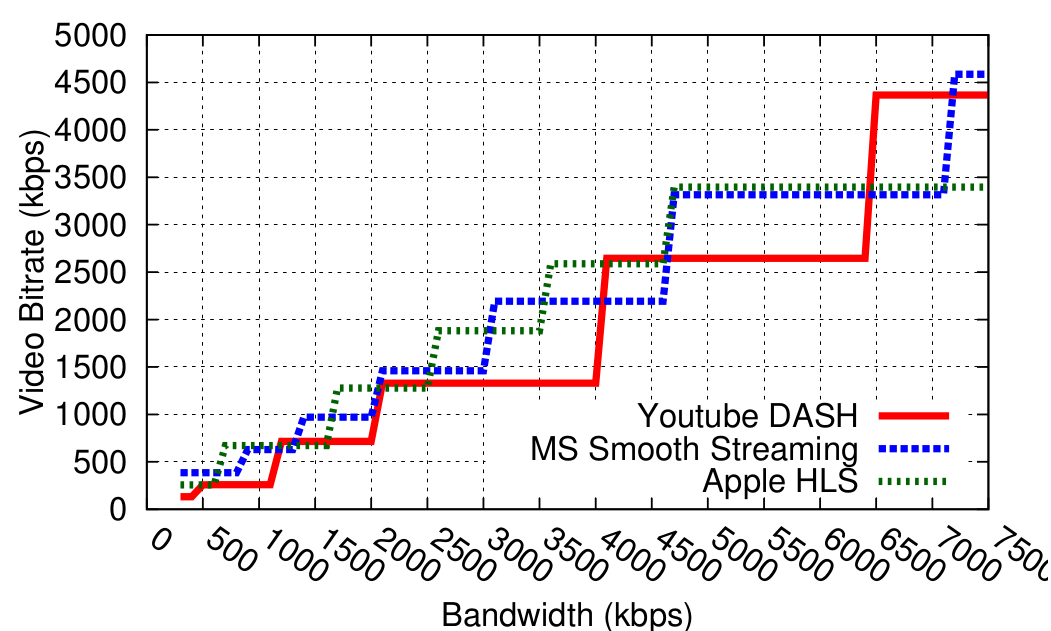 5000
4500
4000
3500
3000
2500
2000
1500
1000
500
0
Video Bitrate (kbps)
Youtube DASH
MS Smooth Streaming
Apple HLS
0 500 1000 1500 2000 2500 3000 3500 4000 4500 5000 5500 6000 6500 7000 7500
Bandwidth (kbps)